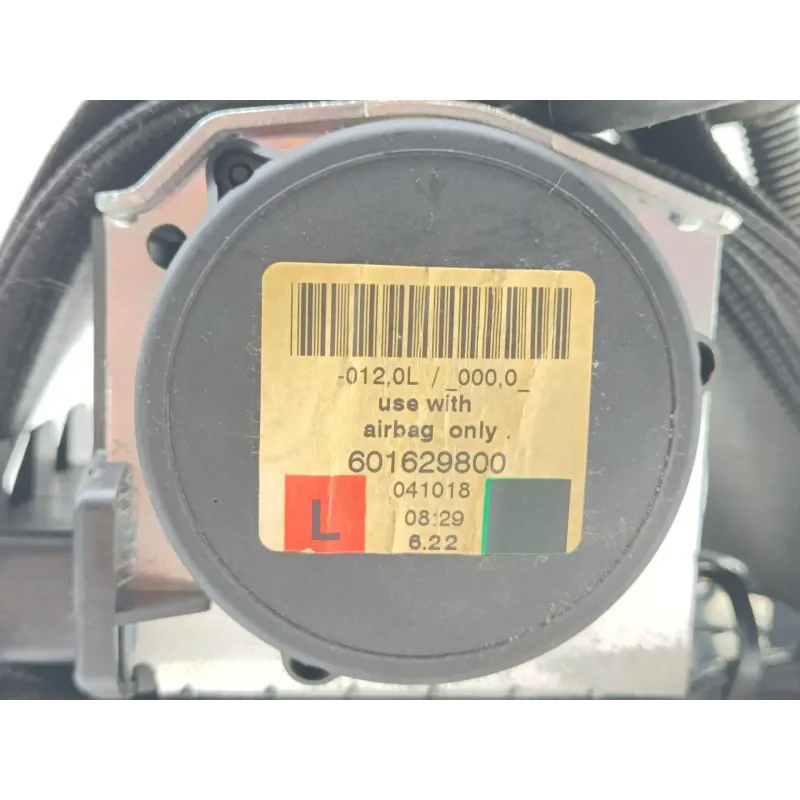 -012,0L / _000,0_
use with
airbag only .
601629800
041018
L
08:29
6.22